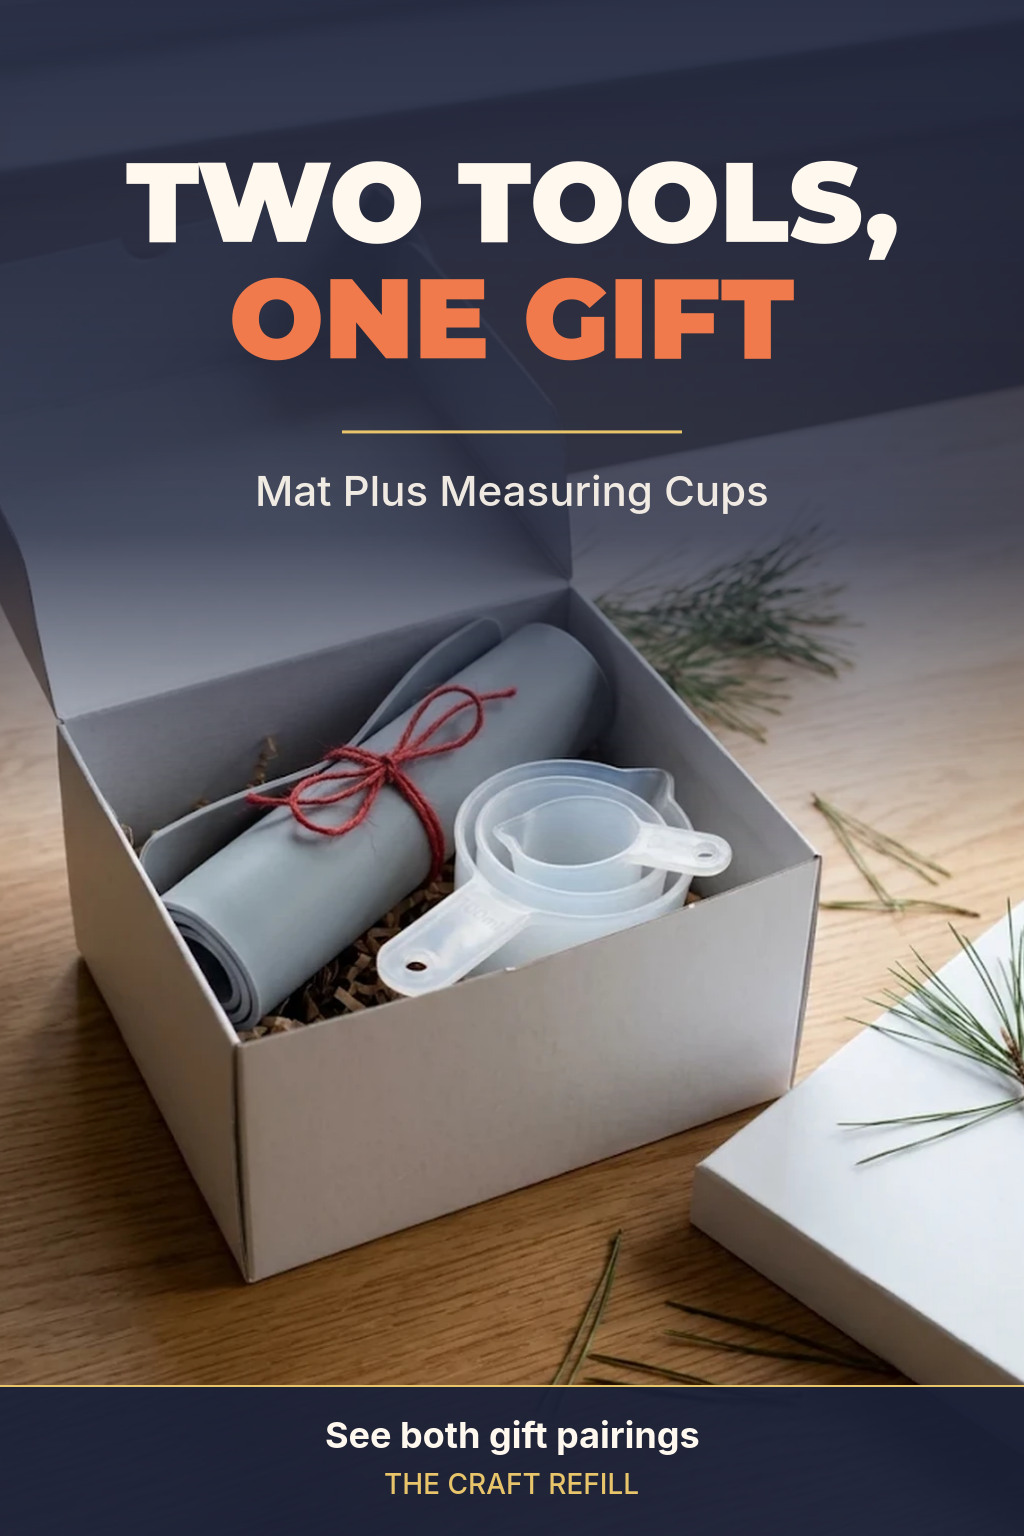 TWO TOOLS,
ONE GIFT
Mat Plus Measuring Cups
See both gift pairings
THE CRAFT REFILL